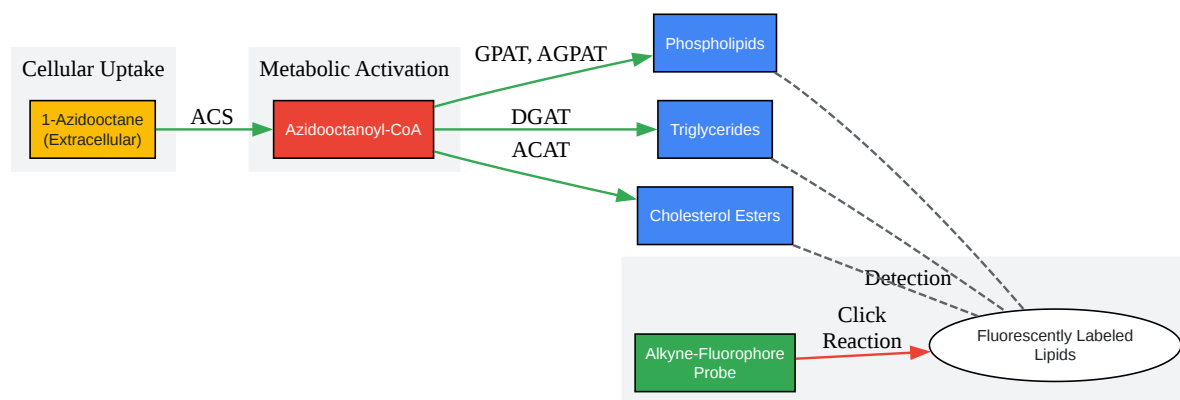 Cellular Uptake
1-Azidooctane
(Extracellular)
ACS
Metabolic Activation
Azidooctanoyl-CoA
GPAT, AGPAT
DGAT
ACAT
Phospholipids
Triglycerides
Cholesterol Esters
Detection
Alkyne-Fluorophore
Probe
Click
Reaction
Fluorescently Labeled
Lipids